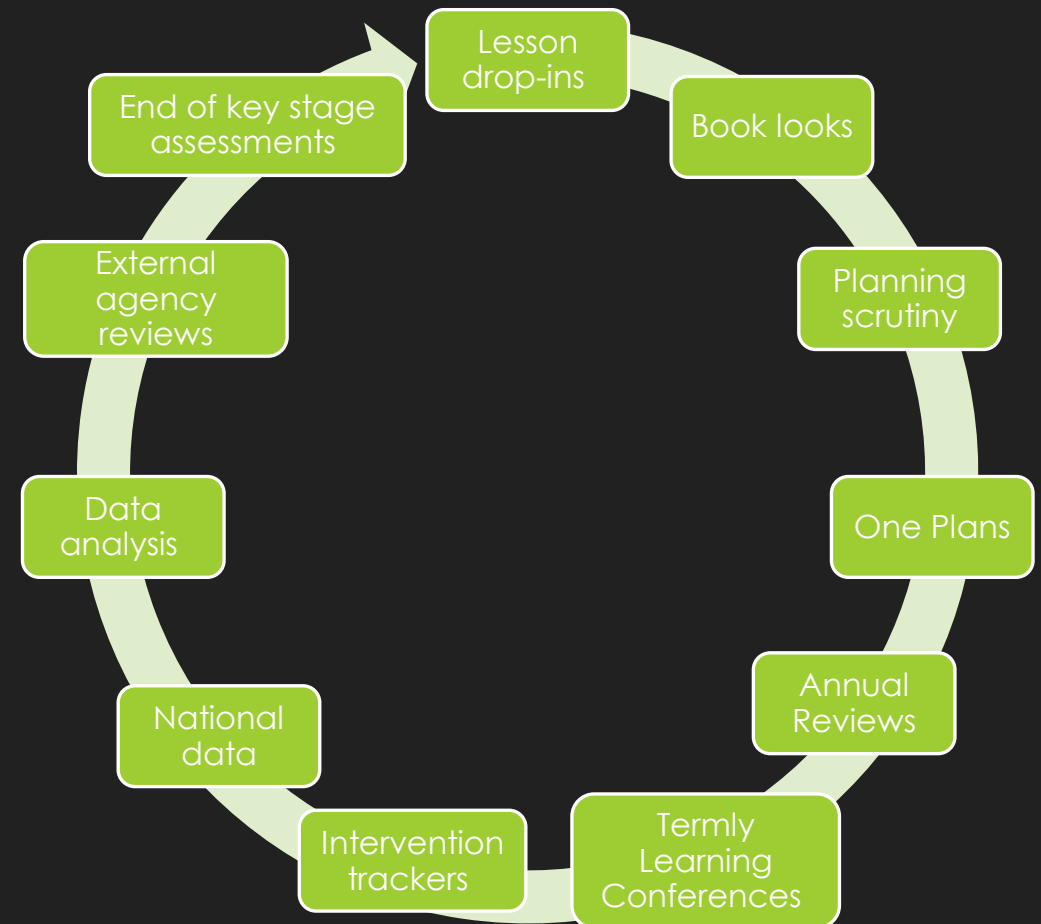 Lesson
drop-ins
Book looks
Planning
scrutiny
One Plans
Annual
Reviews
Termly
Learning
Conferences
Intervention
trackers
National
data
Data
analysis
External
agency
reviews
End of key stage
assessments